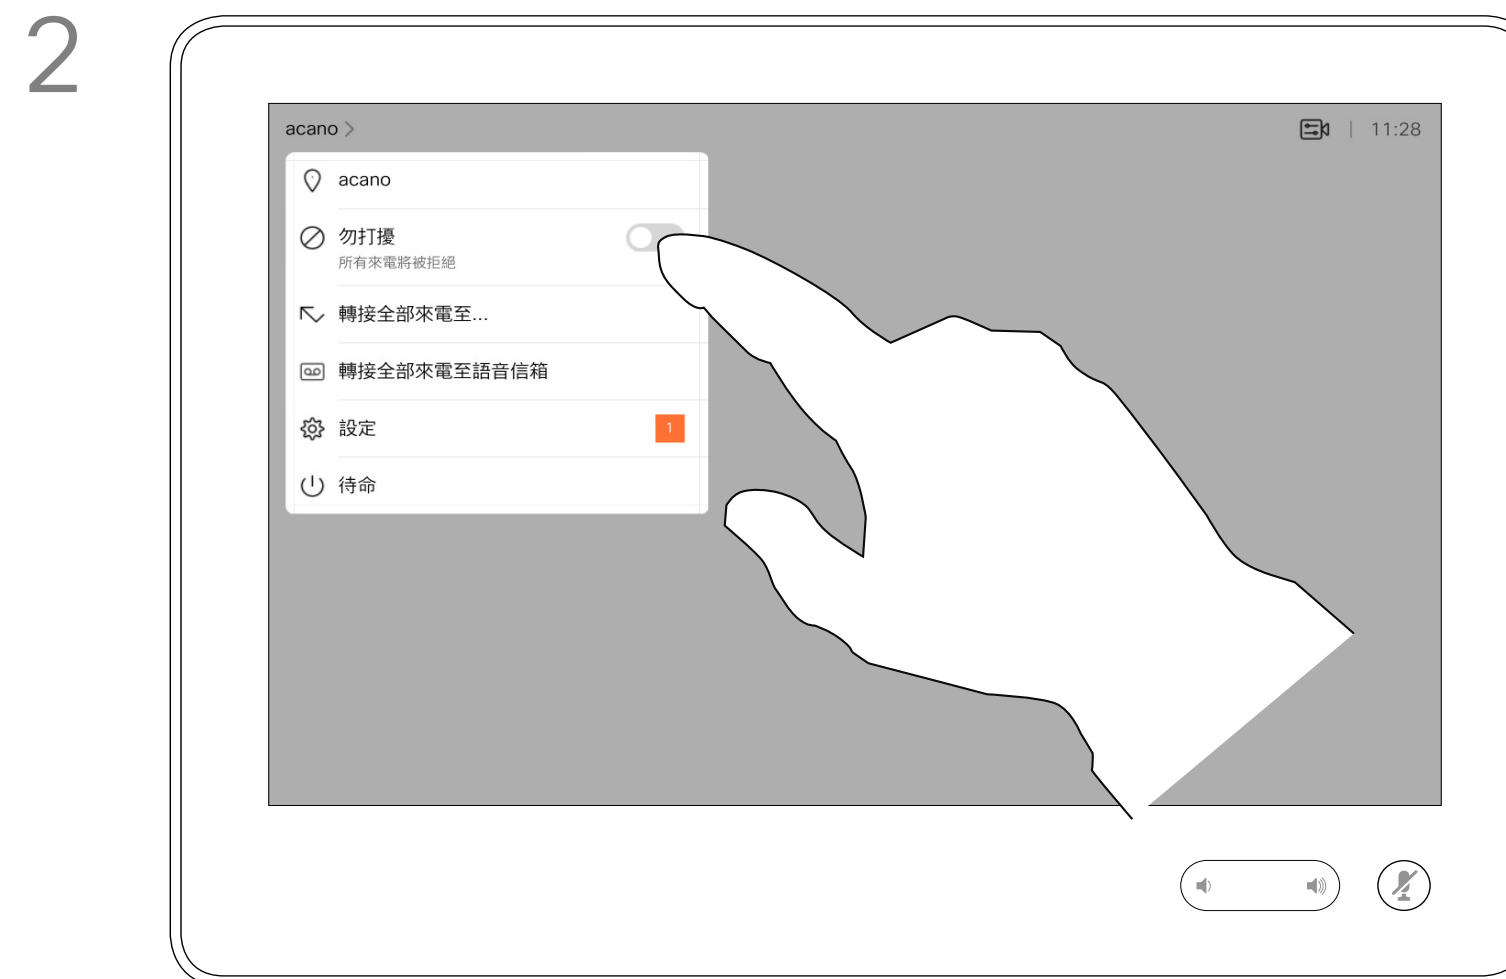 2
acano >
11:28
acano
勿打擾
所有來電將被拒絕
轉接全部來電至...
轉接全部來電至語音信箱
設定
1
待命